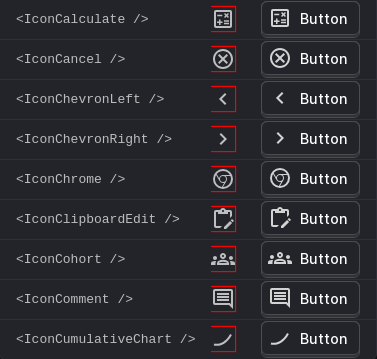 <IconCalculate /> Button
<IconCancel /> Button
<IconChevronLeft /> Button
<IconChevronRight /> Button
<IconChrome /> Button
<IconClipboardEdit /> Button
<IconCohort /> Button
<IconComment /> Button
<IconCumulativeChart /> Button